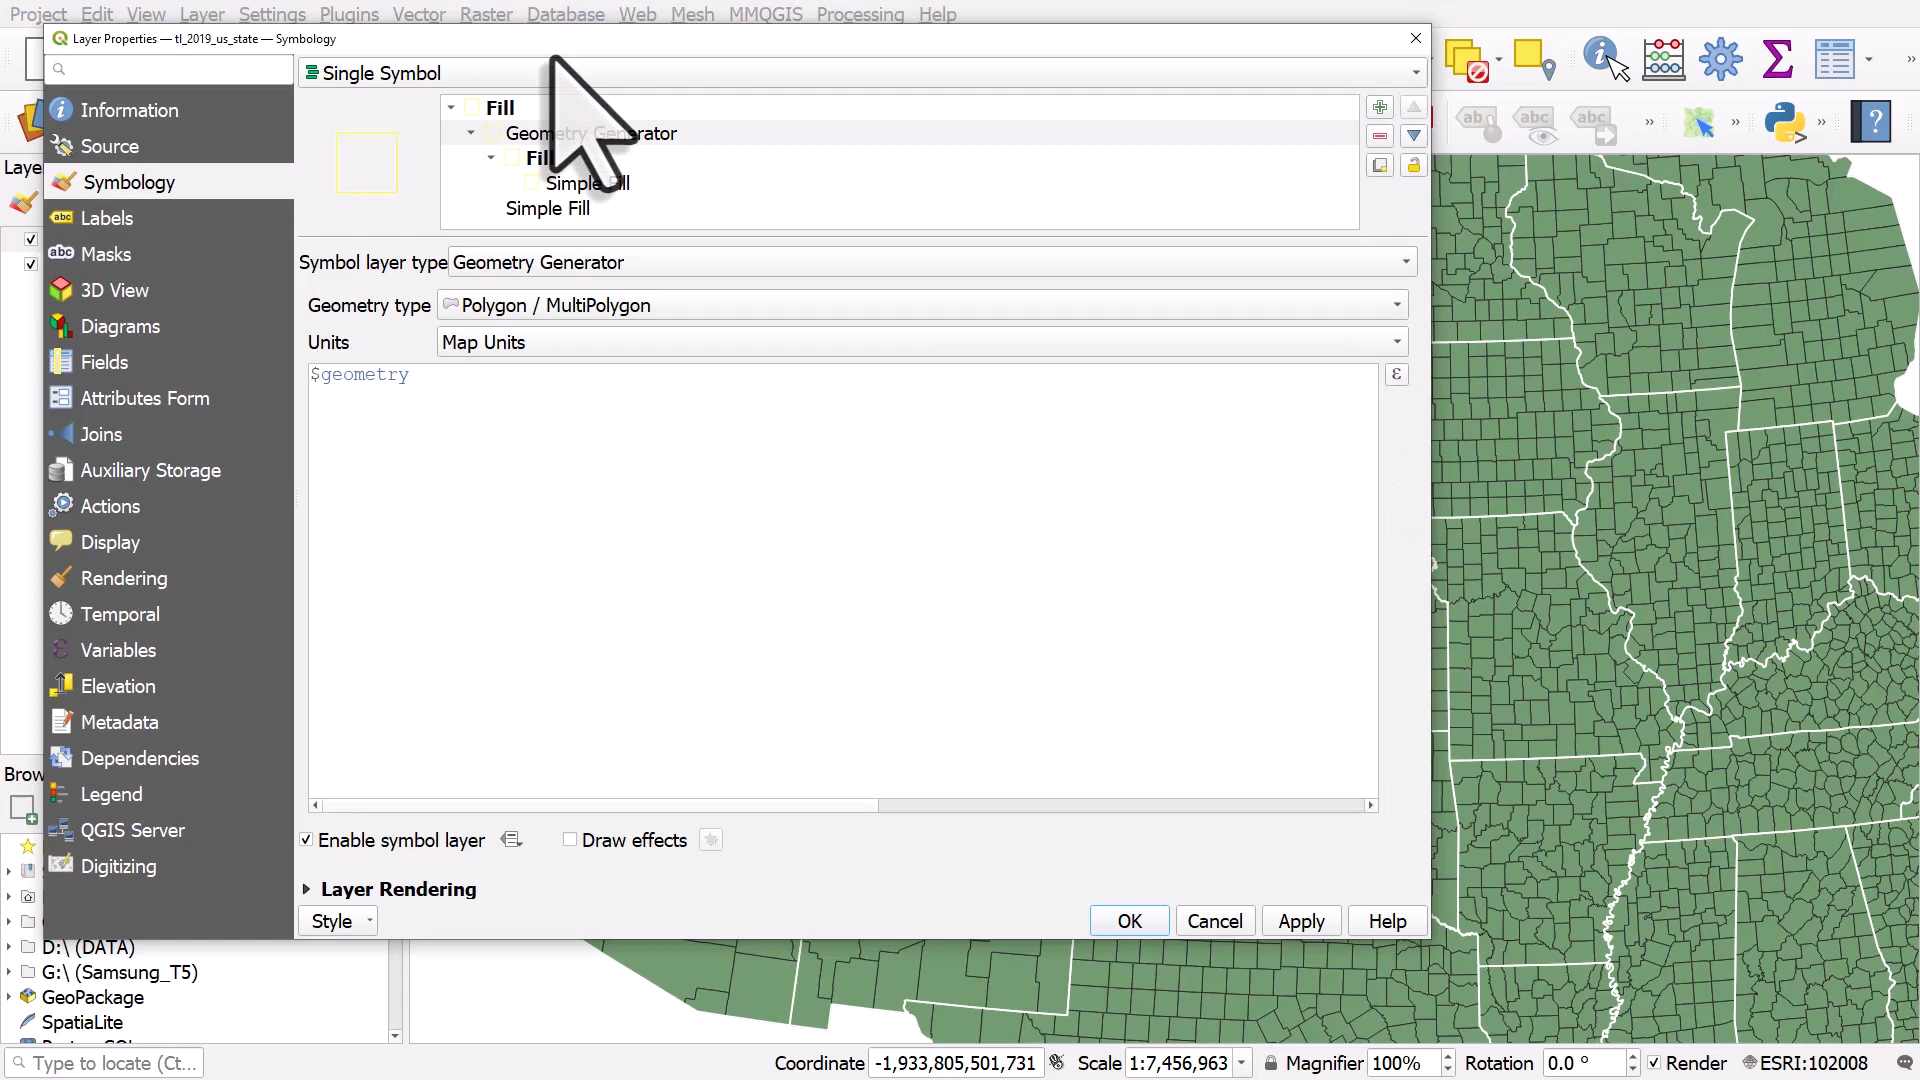 Project Edit View Layer Settings Plugins Vector Raster Database Web Mesh MMQGIS Processing Help
Layer Properties — tl_2019_us_state — Symbology
Single Symbol
Information
Source
Symbology
Labels
Masks
3D View
Diagrams
Fields
Attributes Form
Joins
Auxiliary Storage
Actions
Display
Rendering
Temporal
Variables
Elevation
Metadata
Dependencies
Legend
QGIS Server
Digitizing
Fill
Geometry Generator
Fill
Simple Fill
Simple Fill
Symbol layer type Geometry Generator
Geometry type Polygon / MultiPolygon
Units Map Units
$geometry
ε
Enable symbol layer Draw effects
Layer Rendering
Style OK Cancel Apply Help
abc abc abc
Laye
Brow
D:\ (DATA)
G:\ (Samsung_T5)
GeoPackage
SpatiaLite
Type to locate (Ct...
Coordinate -1,933,805,501,731 Scale 1:7,456,963 Magnifier 100% Rotation 0.0 ° Render ESRI:102008